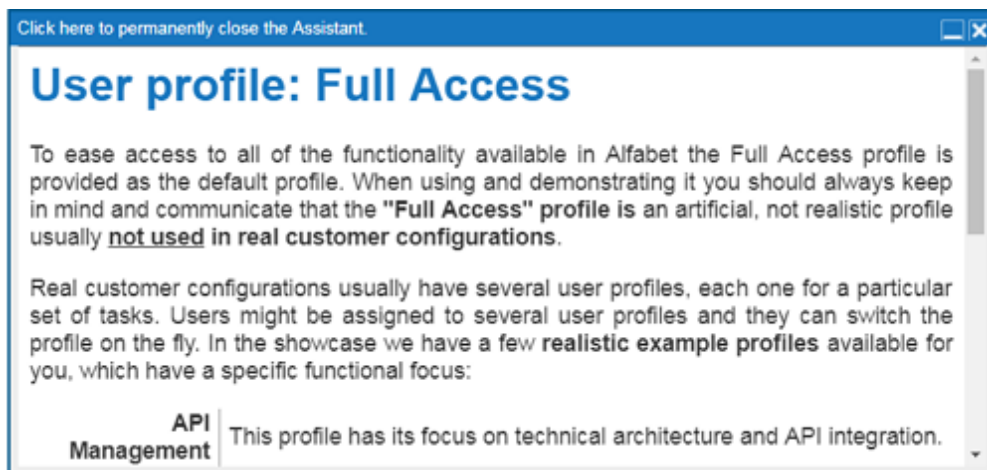 Click here to permanently close the Assistant.
User profile: Full Access
To ease access to all of the functionality available in Alfabet the Full Access profile is
provided as the default profile. When using and demonstrating it you should always keep
in mind and communicate that the "Full Access" profile is an artificial, not realistic profile
usually not used in real customer configurations.
Real customer configurations usually have several user profiles, each one for a particular
set of tasks. Users might be assigned to several user profiles and they can switch the
profile on the fly. In the showcase we have a few realistic example profiles available for
you, which have a specific functional focus:
API
Management
This profile has its focus on technical architecture and API integration.